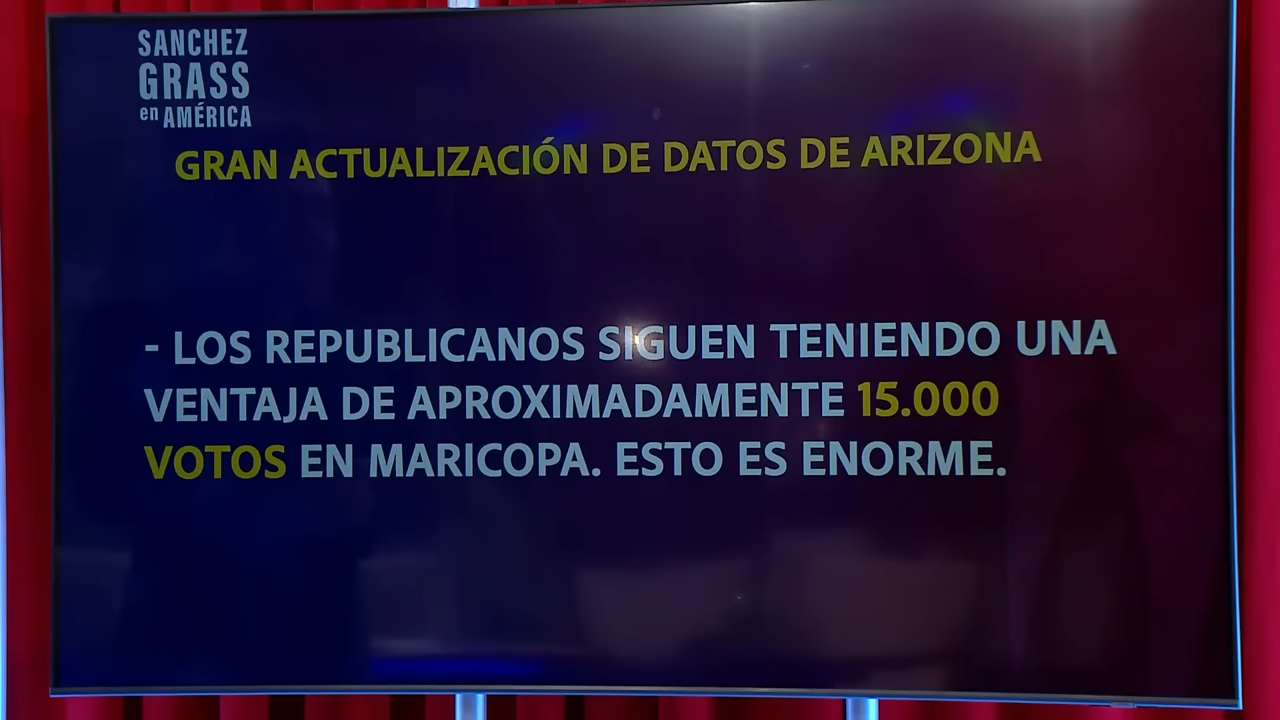 SANCHEZ
GRASS
en AMÉRICA
GRAN ACTUALIZACIÓN DE DATOS DE ARIZONA
- LOS REPUBLICANOS SIGUEN TENIENDO UNA
VENTAJA DE APROXIMADAMENTE 15.000
VOTOS EN MARICOPA. ESTO ES ENORME.